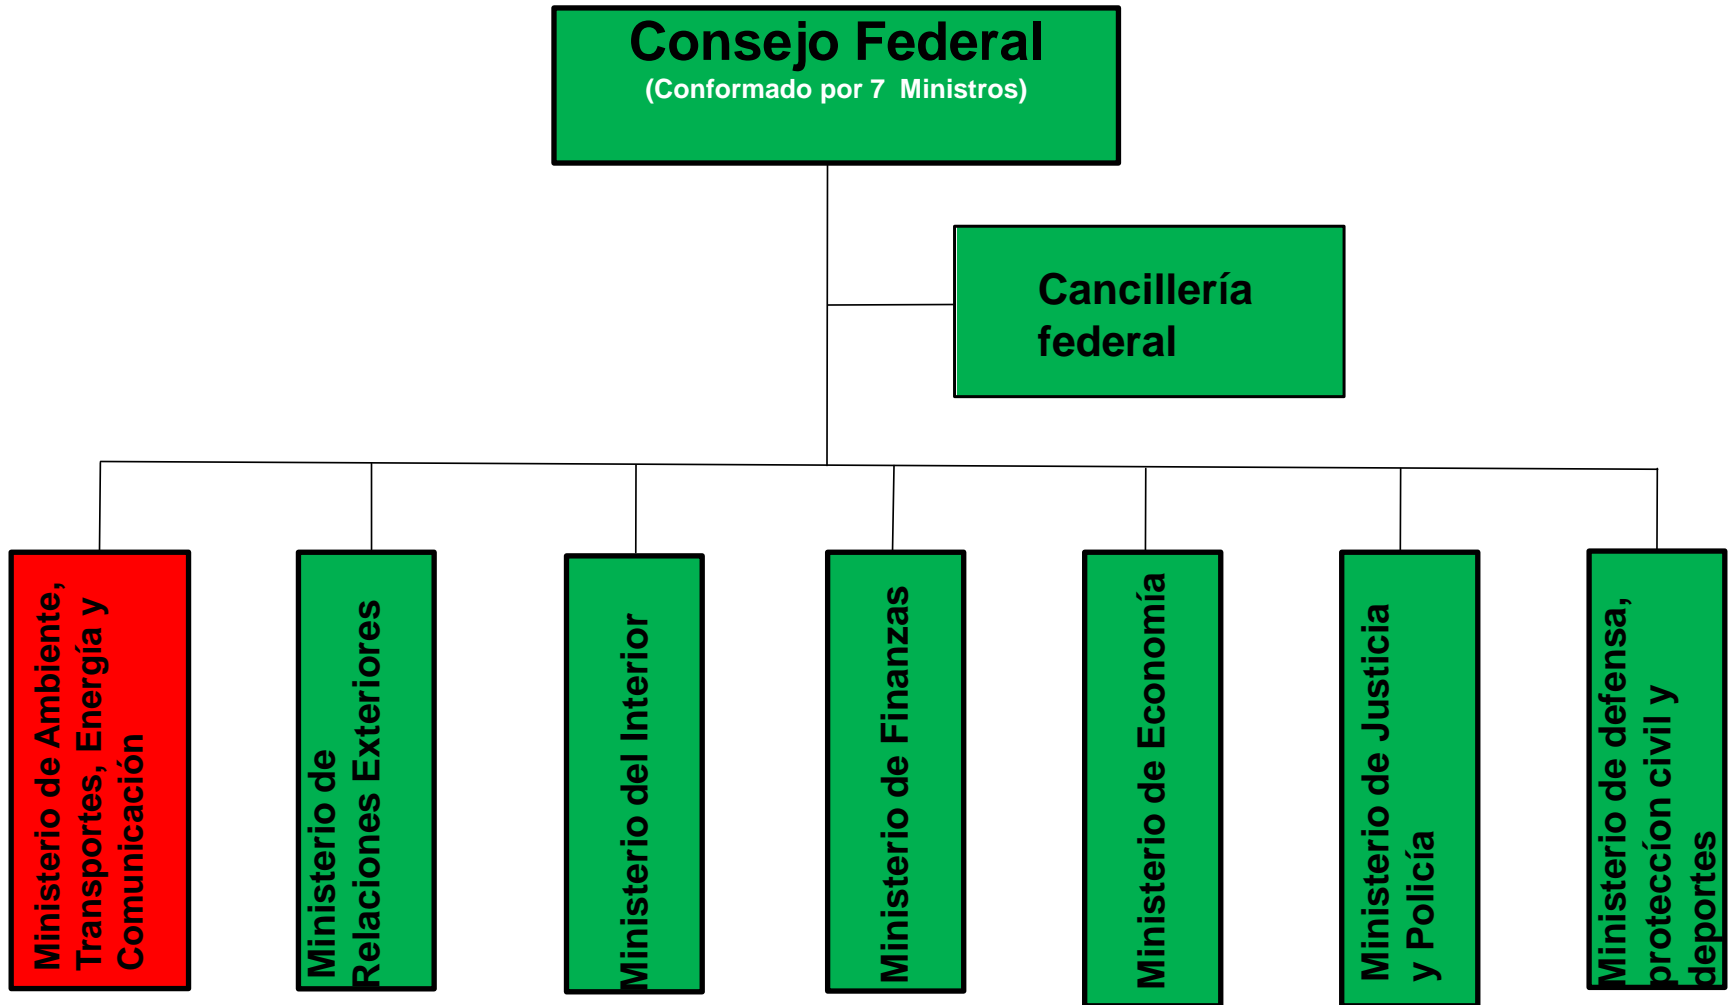 Consejo Federal
(Conformado por 7 Ministros)
Cancillería
federal
Ministerio de Ambiente,
Transportes, Energía y
Comunicación
Ministerio de
Relaciones Exteriores
Ministerio del Interior
Ministerio de Finanzas
Ministerio de Economía
Ministerio de Justicia
y Policía
Ministerio de defensa,
proteccíon civil y
deportes